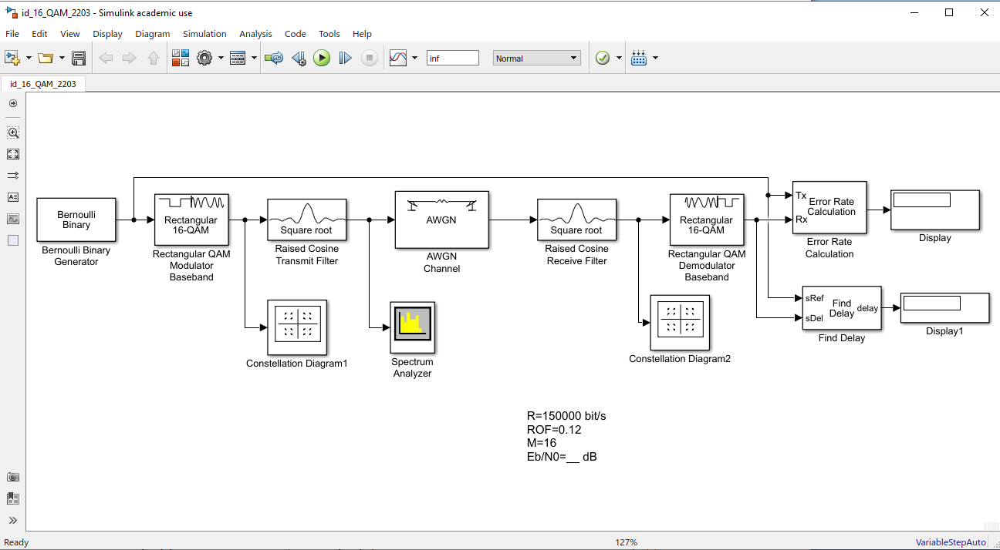 id_16_QAM_2203 - Simulink academic use
File Edit View Display Diagram Simulation Analysis Code Tools Help
inf
Normal
id_16_QAM_2203
Bernoulli
Binary
Bernoulli Binary
Generator
Rectangular
16-QAM
Rectangular QAM
Modulator
Baseband
Square root
Raised Cosine
Transmit Filter
AWGN
AWGN
Channel
Square root
Raised Cosine
Receive Filter
Rectangular
16-QAM
Rectangular QAM
Demodulator
Baseband
Tx
Rx
Error Rate
Calculation
Error Rate
Calculation
Display
Constellation Diagram1
Spectrum
Analyzer
Constellation Diagram2
sRef
sDel
Find
Delay
delay
Find Delay
Display1
R=150000 bit/s
ROF=0.12
M=16
Eb/N0=__ dB
Ready
127%
VariableStepAuto